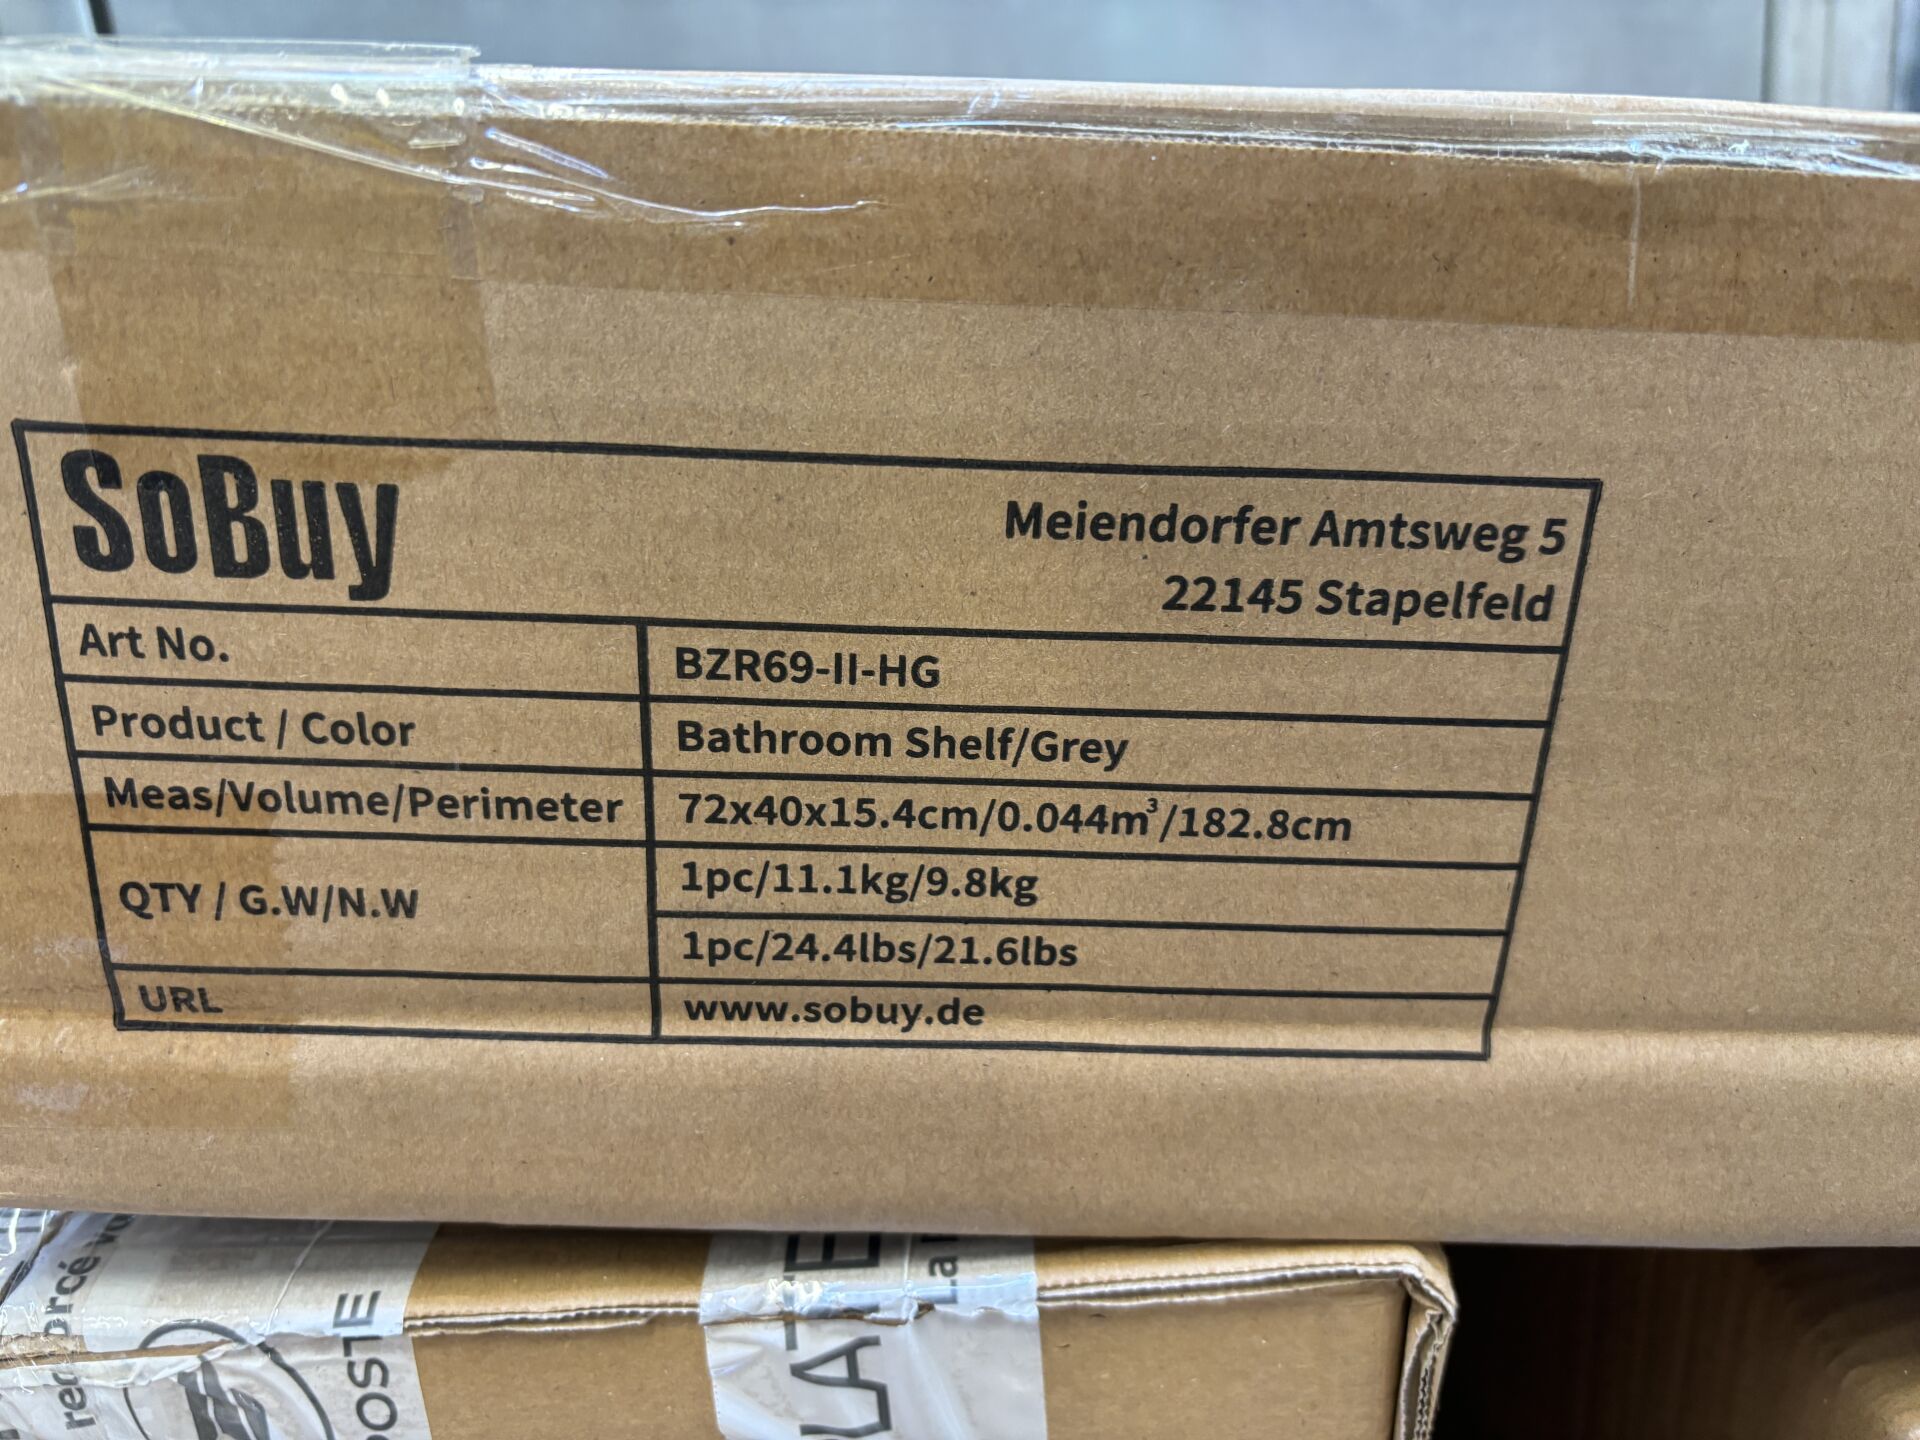 SoBuy
Meiendorfer Amtsweg 5
22145 Stapelfeld
Art No.
BZR69-II-HG
Product / Color
Bathroom Shelf/Grey
Meas/Volume/Perimeter
72x40x15.4cm/0.044m³/182.8cm
QTY / G.W/N.W
1pc/11.1kg/9.8kg
1pc/24.4lbs/21.6lbs
URL
www.sobuy.de